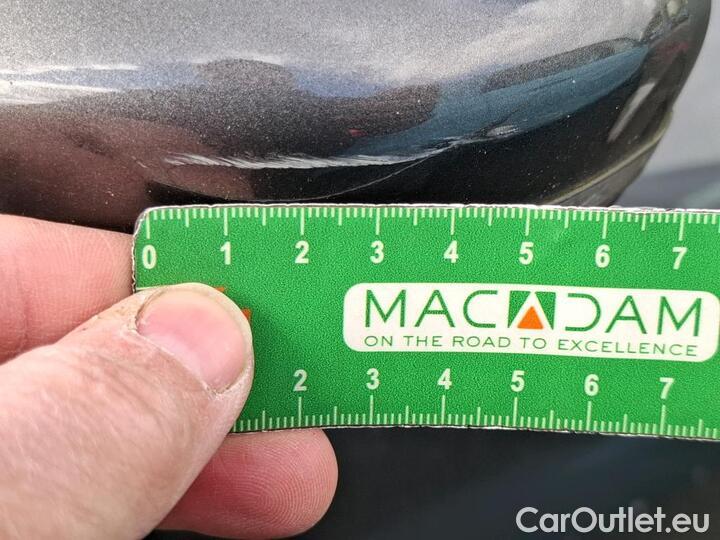 0 1 2 3 4 5 6 7
MACADAM
ON THE ROAD TO EXCELLENCE
2 3 4 5 6 7
CarOutlet.eu